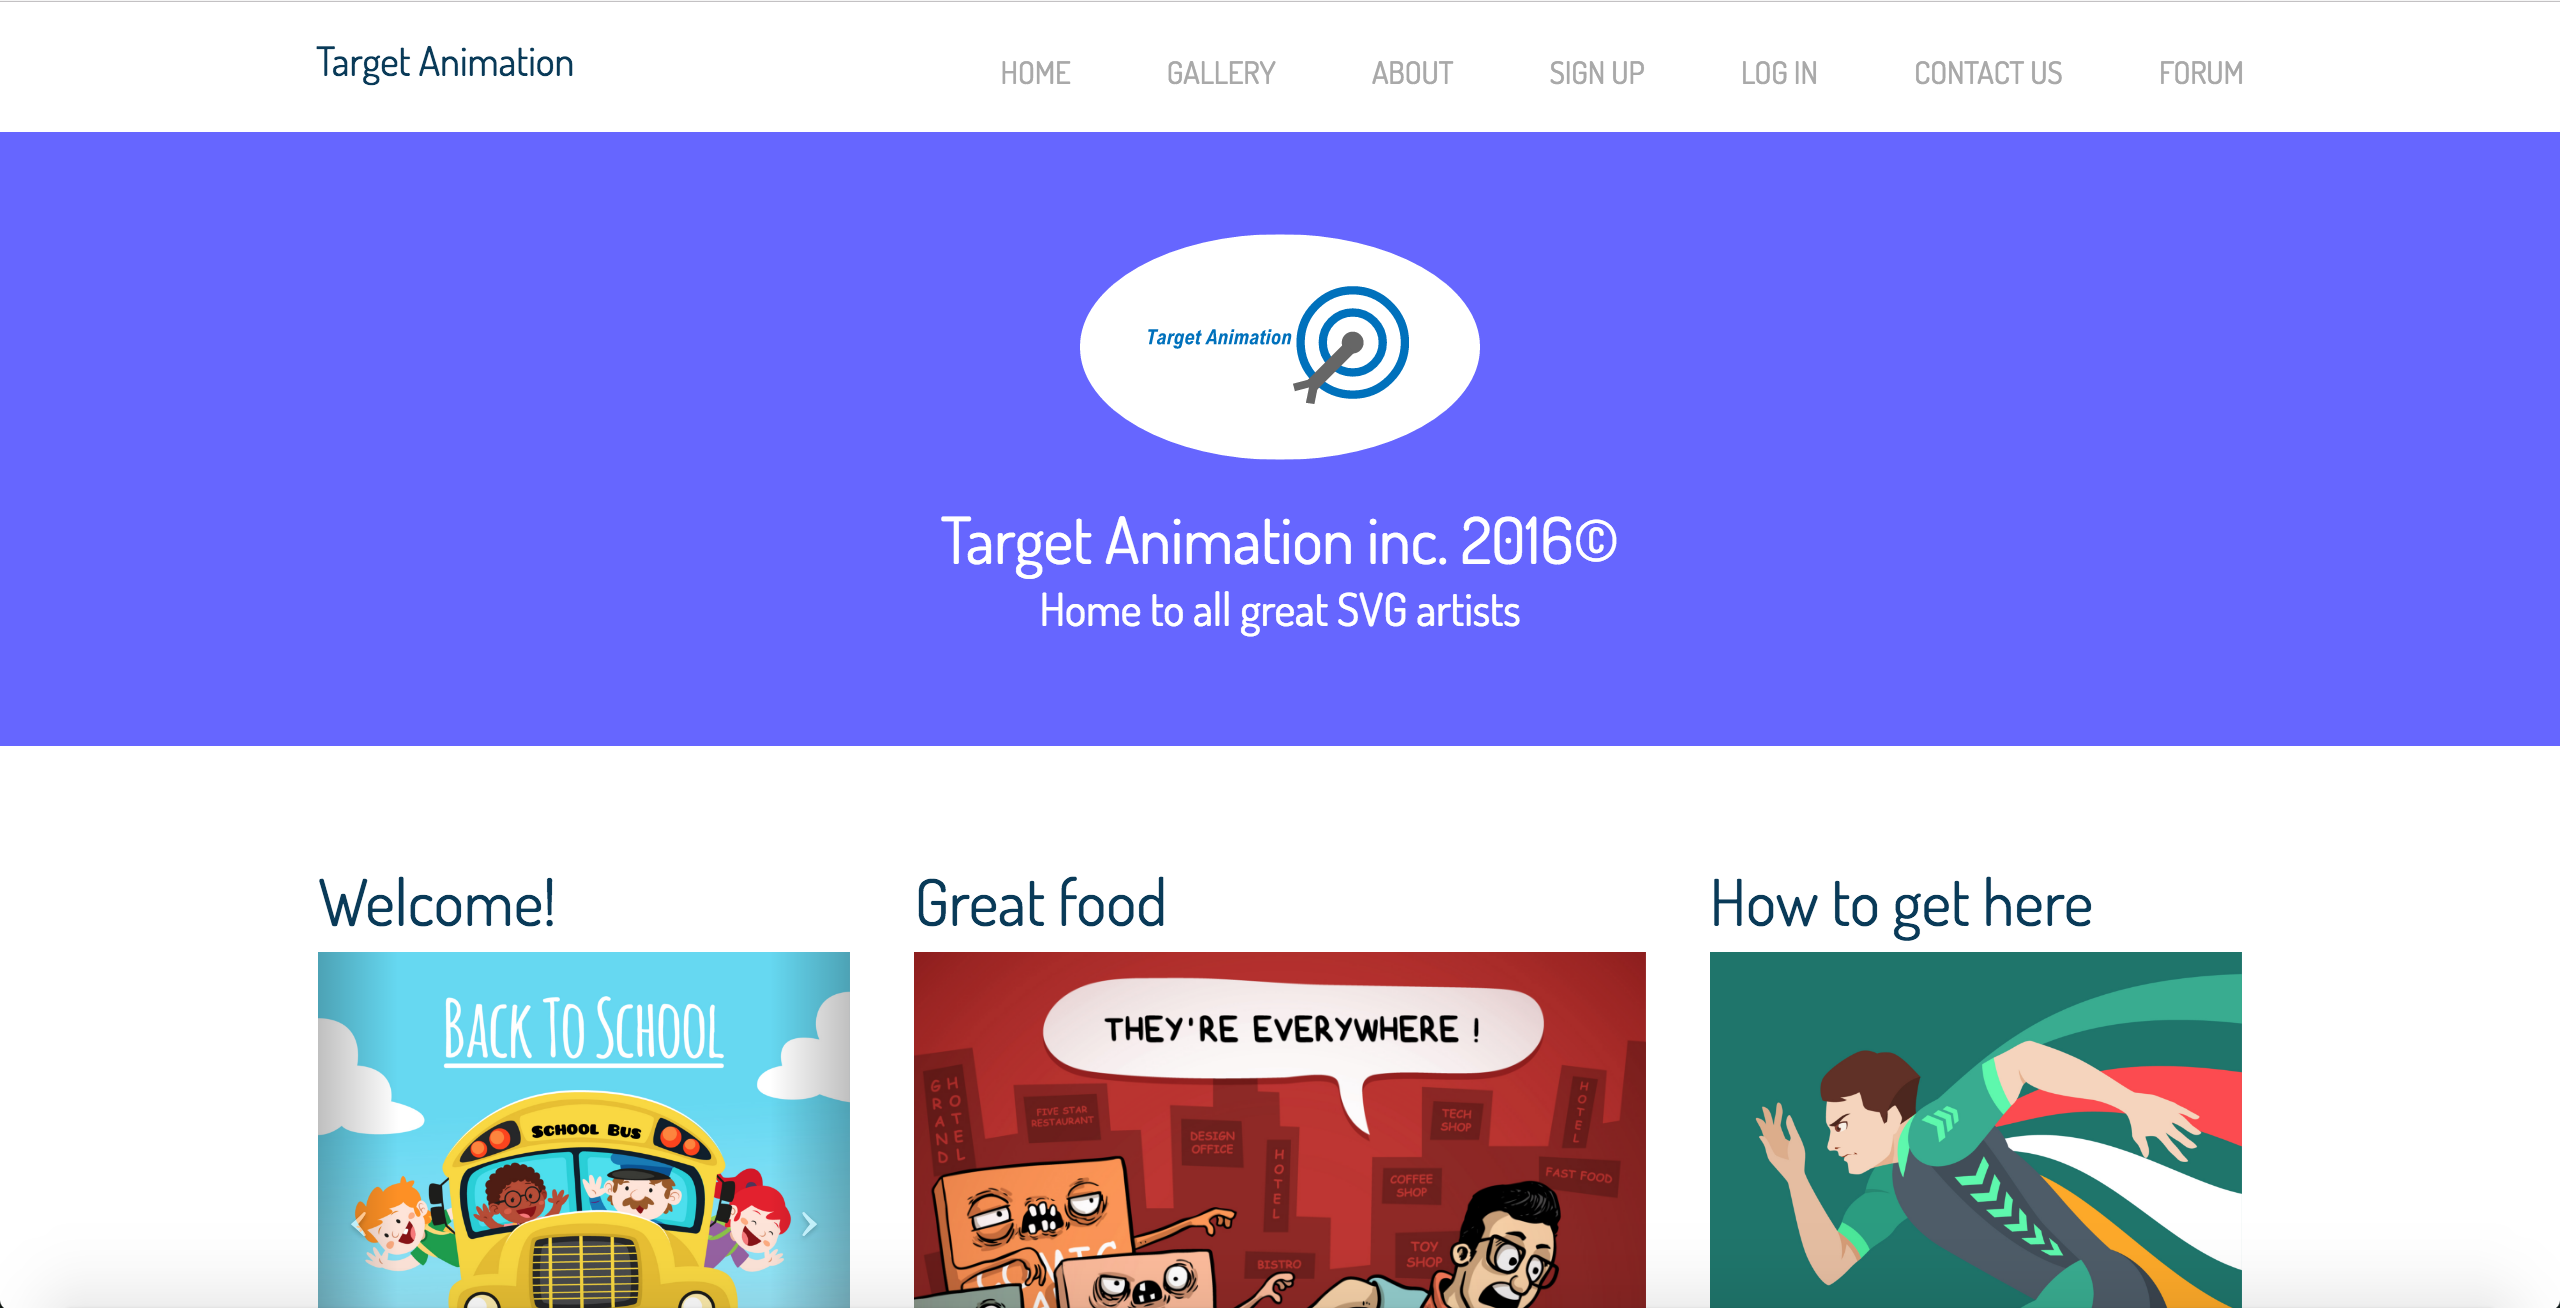 Target Animation
HOME GALLERY ABOUT SIGN UP LOG IN CONTACT US FORUM
Target Animation
Target Animation inc. 2016©
Home to all great SVG artists
Welcome!
Great food
How to get here
BACK TO SCHOOL
SCHOOL BUS
THEY'RE EVERYWHERE !
GRAND HOTEL
FIVE STAR
RESTAURANT
DESIGN
OFFICE
HOTEL
TECH
SHOP
HOTEL
COFFEE
SHOP
FAST FOOD
BISTRO
TOY
SHOP